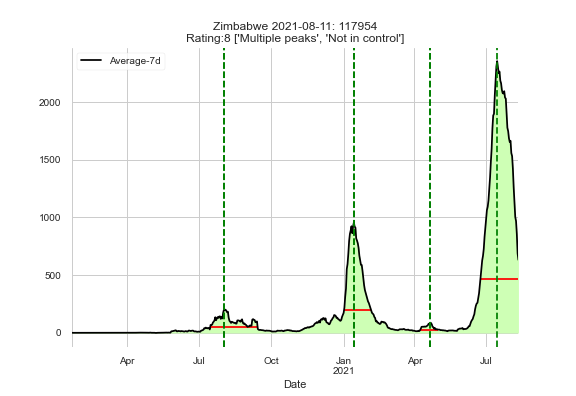 Zimbabwe 2021-08-11: 117954
Rating:8 ['Multiple peaks', 'Not in control']
Average-7d
2000
1500
1000
500
0
Apr
Jul
Oct
Jan
2021
Apr
Jul
Date